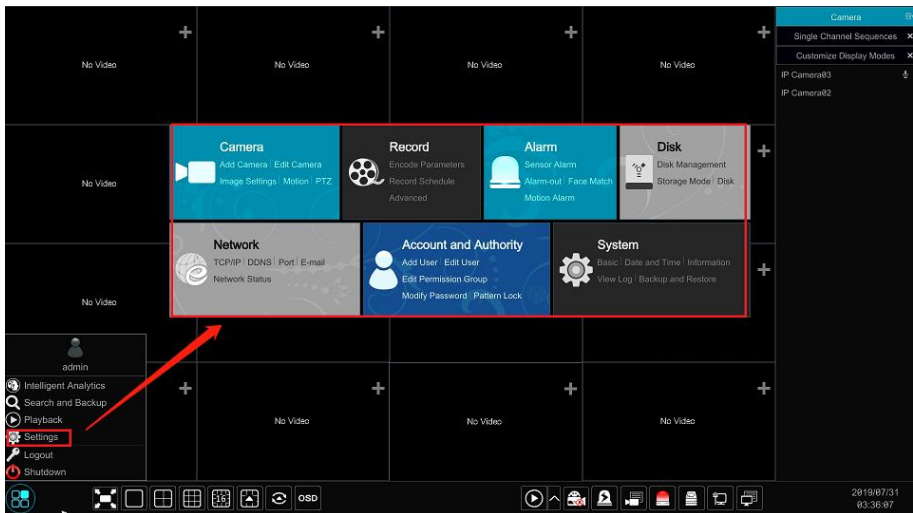 Camera
Single Channel Sequences
Customize Display Modes
IP Camera03
IP Camera02
No Video
No Video
No Video
No Video
Camera
Add Camera Edit Camera
Image Settings Motion PTZ
Record
Encode Parameters
Record Schedule
Advanced
Alarm
Sensor Alarm
Alarm-out Face Match
Motion Alarm
Disk
Disk Management
Storage Mode Disk
No Video
Network
TCP/IP DDNS Port E-mail
Network Status
Account and Authority
Add User Edit User
Edit Permission Group
Modify Password Pattern Lock
System
Basic Date and Time Information
View Log Backup and Restore
No Video
admin
Intelligent Analytics
Search and Backup
Playback
Settings
Logout
Shutdown
No Video
No Video
No Video
16
OSD
2019/07/31
03:36:07